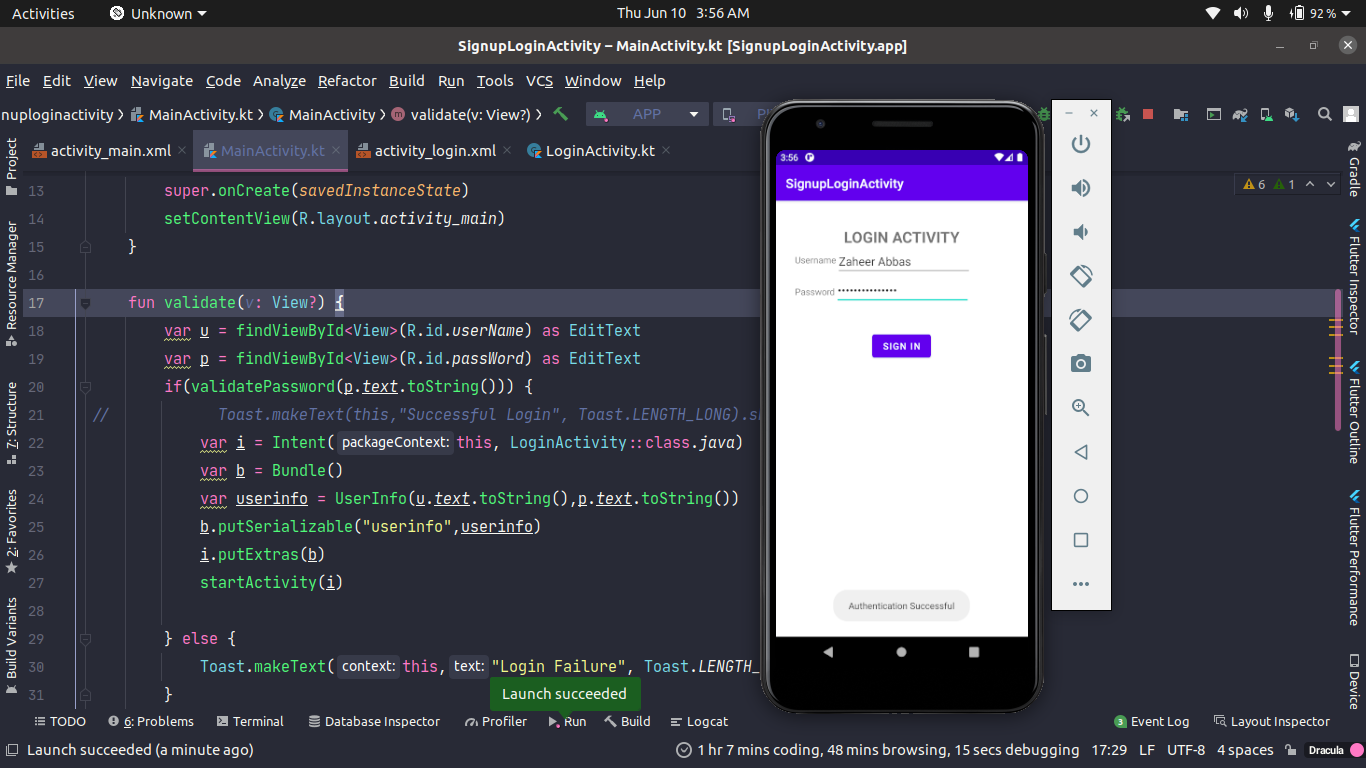 Activities Unknown Thu Jun 10 3:56 AM 92 %
SignupLoginActivity – MainActivity.kt [SignupLoginActivity.app]
File Edit View Navigate Code Analyze Refactor Build Run Tools VCS Window Help
nuploginactivity MainActivity.kt MainActivity validate(v: View?) APP
activity_main.xml MainActivity.kt activity_login.xml LoginActivity.kt
6 1
Project
Resource Manager
7: Structure
2: Favorites
Build Variants
13 super.onCreate(savedInstanceState)
14 setContentView(R.layout.activity_main)
15 }
16
17 fun validate(v: View?) {
18 var u = findViewById<View>(R.id.userName) as EditText
19 var p = findViewById<View>(R.id.passWord) as EditText
20 if(validatePassword(p.text.toString())) {
21 // Toast.makeText(this,"Successful Login", Toast.LENGTH_LONG).s
22 var i = Intent( packageContext: this, LoginActivity::class.java)
23 var b = Bundle()
24 var userinfo = UserInfo(u.text.toString(),p.text.toString())
25 b.putSerializable("userinfo",userinfo)
26 i.putExtras(b)
27 startActivity(i)
28
29 } else {
30 Toast.makeText( context: this, text: "Login Failure", Toast.LENGTH_
31 }
Launch succeeded
3:56
SignupLoginActivity
LOGIN ACTIVITY
Username Zaheer Abbas
Password •••••••••••••••
SIGN IN
Authentication Successful
Gradle
Flutter Inspector
Flutter Outline
Flutter Performance
Device
TODO 6: Problems Terminal Database Inspector Profiler Run Build Logcat 3 Event Log Layout Inspector
Launch succeeded (a minute ago) 1 hr 7 mins coding, 48 mins browsing, 15 secs debugging 17:29 LF UTF-8 4 spaces Dracula